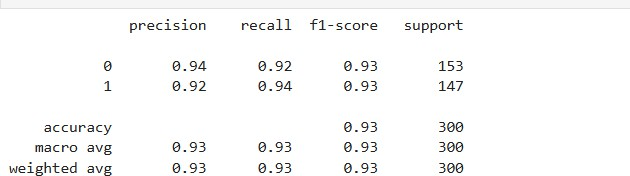 precision recall f1-score support
0 0.94 0.92 0.93 153
1 0.92 0.94 0.93 147
accuracy 0.93 300
macro avg 0.93 0.93 0.93 300
weighted avg 0.93 0.93 0.93 300